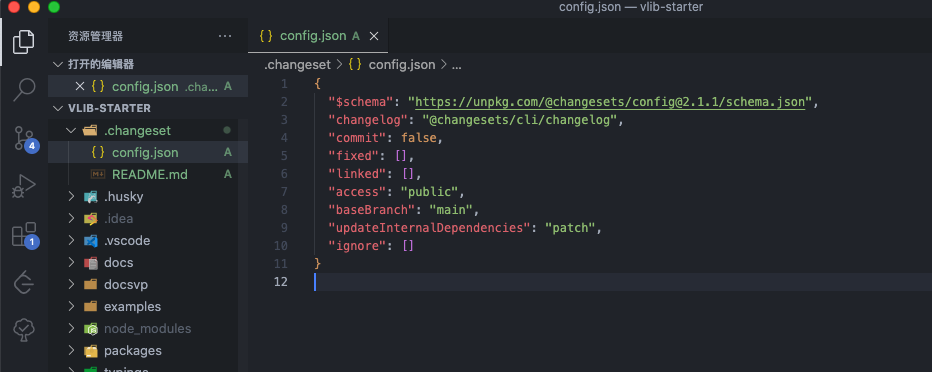 config.json — vlib-starter
资源管理器
···
{ } config.json A ×
打开的编辑器
× { } config.json .cha... A
.changeset > { } config.json > ...
VLIB-STARTER
.changeset
{ } config.json A
README.md A
.husky
.idea
.vscode
docs
docsvp
examples
node_modules
packages
typings
4
1
1 {
2 "$schema": "https://unpkg.com/@changesets/config@2.1.1/schema.json",
3 "changelog": "@changesets/cli/changelog",
4 "commit": false,
5 "fixed": [],
6 "linked": [],
7 "access": "public",
8 "baseBranch": "main",
9 "updateInternalDependencies": "patch",
10 "ignore": []
11 }
12